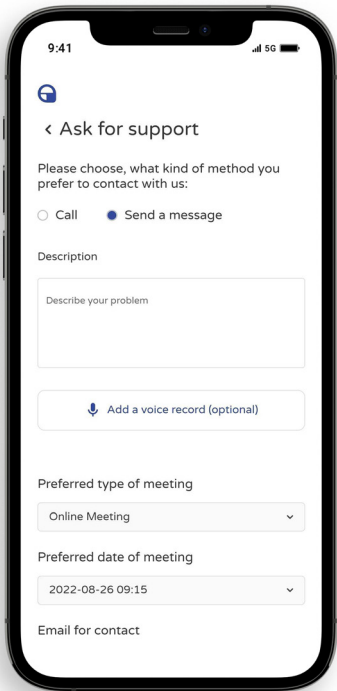 9:41
5G
Ask for support
Please choose, what kind of method you
prefer to contact with us:
Call
Send a message
Description
Describe your problem
Add a voice record (optional)
Preferred type of meeting
Online Meeting
Preferred date of meeting
2022-08-26 09:15
Email for contact